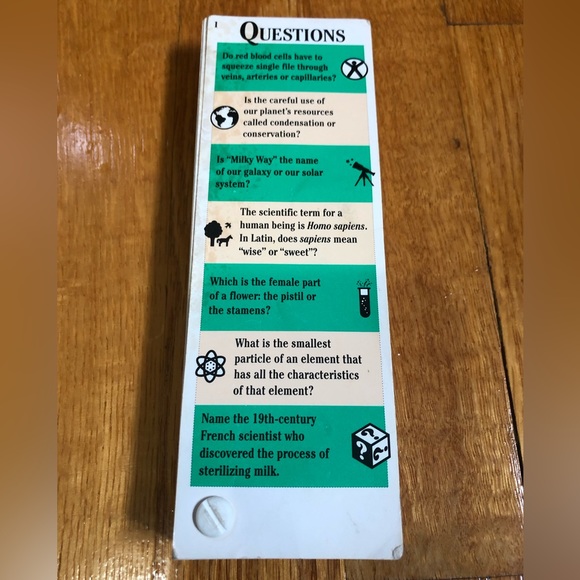 1
QUESTIONS
Do red blood cells have to
squeeze single file through
veins, arteries or capillaries?
Is the careful use of
our planet's resources
called condensation or
conservation?
Is "Milky Way" the name
of our galaxy or our solar
system?
The scientific term for a
human being is Homo sapiens.
In Latin, does sapiens mean
"wise" or "sweet"?
Which is the female part
of a flower: the pistil or
the stamens?
What is the smallest
particle of an element that
has all the characteristics
of that element?
Name the 19th-century
French scientist who
discovered the process of
sterilizing milk.
? ? ?